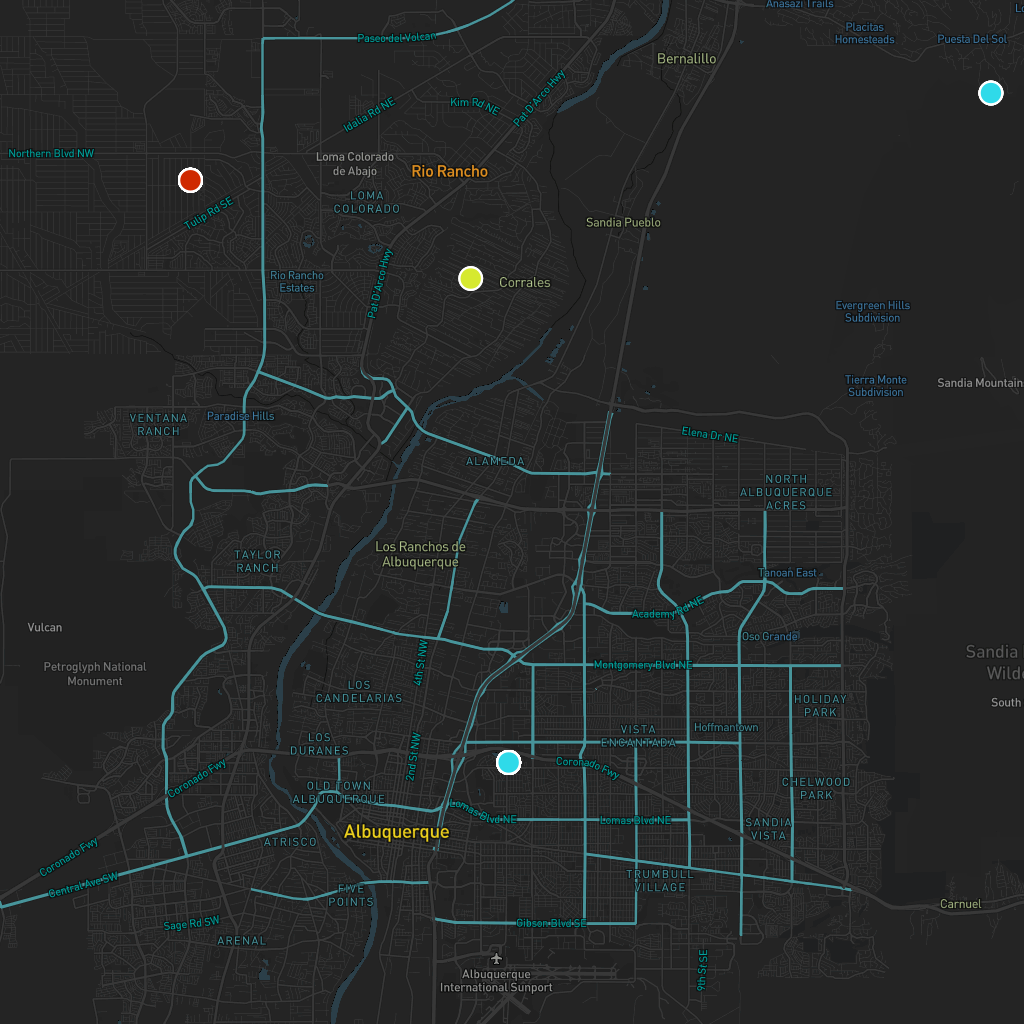 Anasazi Trails
Placitas
Homesteads
Puesta Del Sol
Paseo del Volcan
Bernalillo
Pat D'Arco Hwy
Idalia Rd NE
Kim Rd NE
Northern Blvd NW
Loma Colorado
de Abajo
Rio Rancho
Tulip Rd SE
LOMA
COLORADO
Sandia Pueblo
Rio Rancho
Estates
Pat D'Arco Hwy
Corrales
Evergreen Hills
Subdivision
Tierra Monte
Subdivision
Sandia Mountains
VENTANA
RANCH
Paradise Hills
Elena Dr NE
ALAMEDA
NORTH
ALBUQUERQUE
ACRES
Los Ranchos de
Albuquerque
TAYLOR
RANCH
Tanoan East
Academy Rd NE
Vulcan
Oso Grande
Petroglyph National
Monument
4th St NW
Montgomery Blvd NE
Sandia
Wilde
South
LOS
CANDELARIAS
HOLIDAY
PARK
LOS
DURANES
2nd St NW
VISTA
ENCANTADA
Hoffmantown
Coronado Fwy
Coronado Fwy
OLD TOWN
ALBUQUERQUE
CHELWOOD
PARK
Lomas Blvd NE
Lomas Blvd NE
SANDIA
VISTA
Albuquerque
ATRISCO
Coronado Fwy
Central Ave SW
TRUMBULL
VILLAGE
FIVE
POINTS
Carnuel
Sage Rd SW
Gibson Blvd SE
ARENAL
9th St SE
Albuquerque
International Sunport